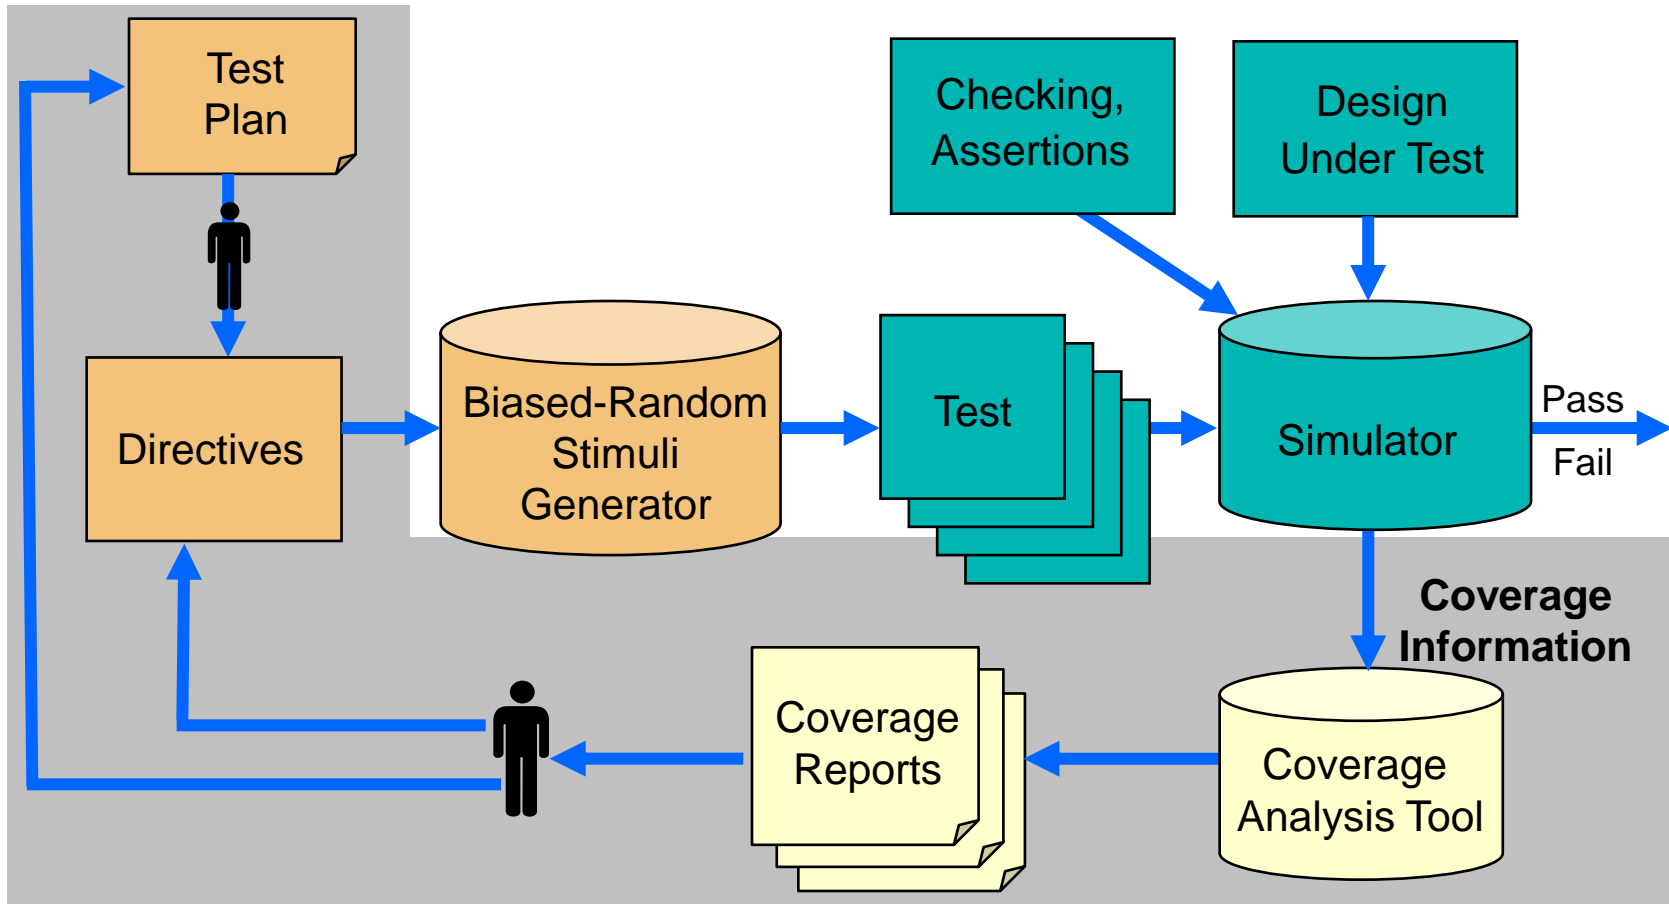 Test
Plan
Checking,
Assertions
Design
Under Test
Directives
Biased-Random
Stimuli
Generator
Test
Simulator
Pass
Fail
Coverage
Information
Coverage
Reports
Coverage
Analysis Tool